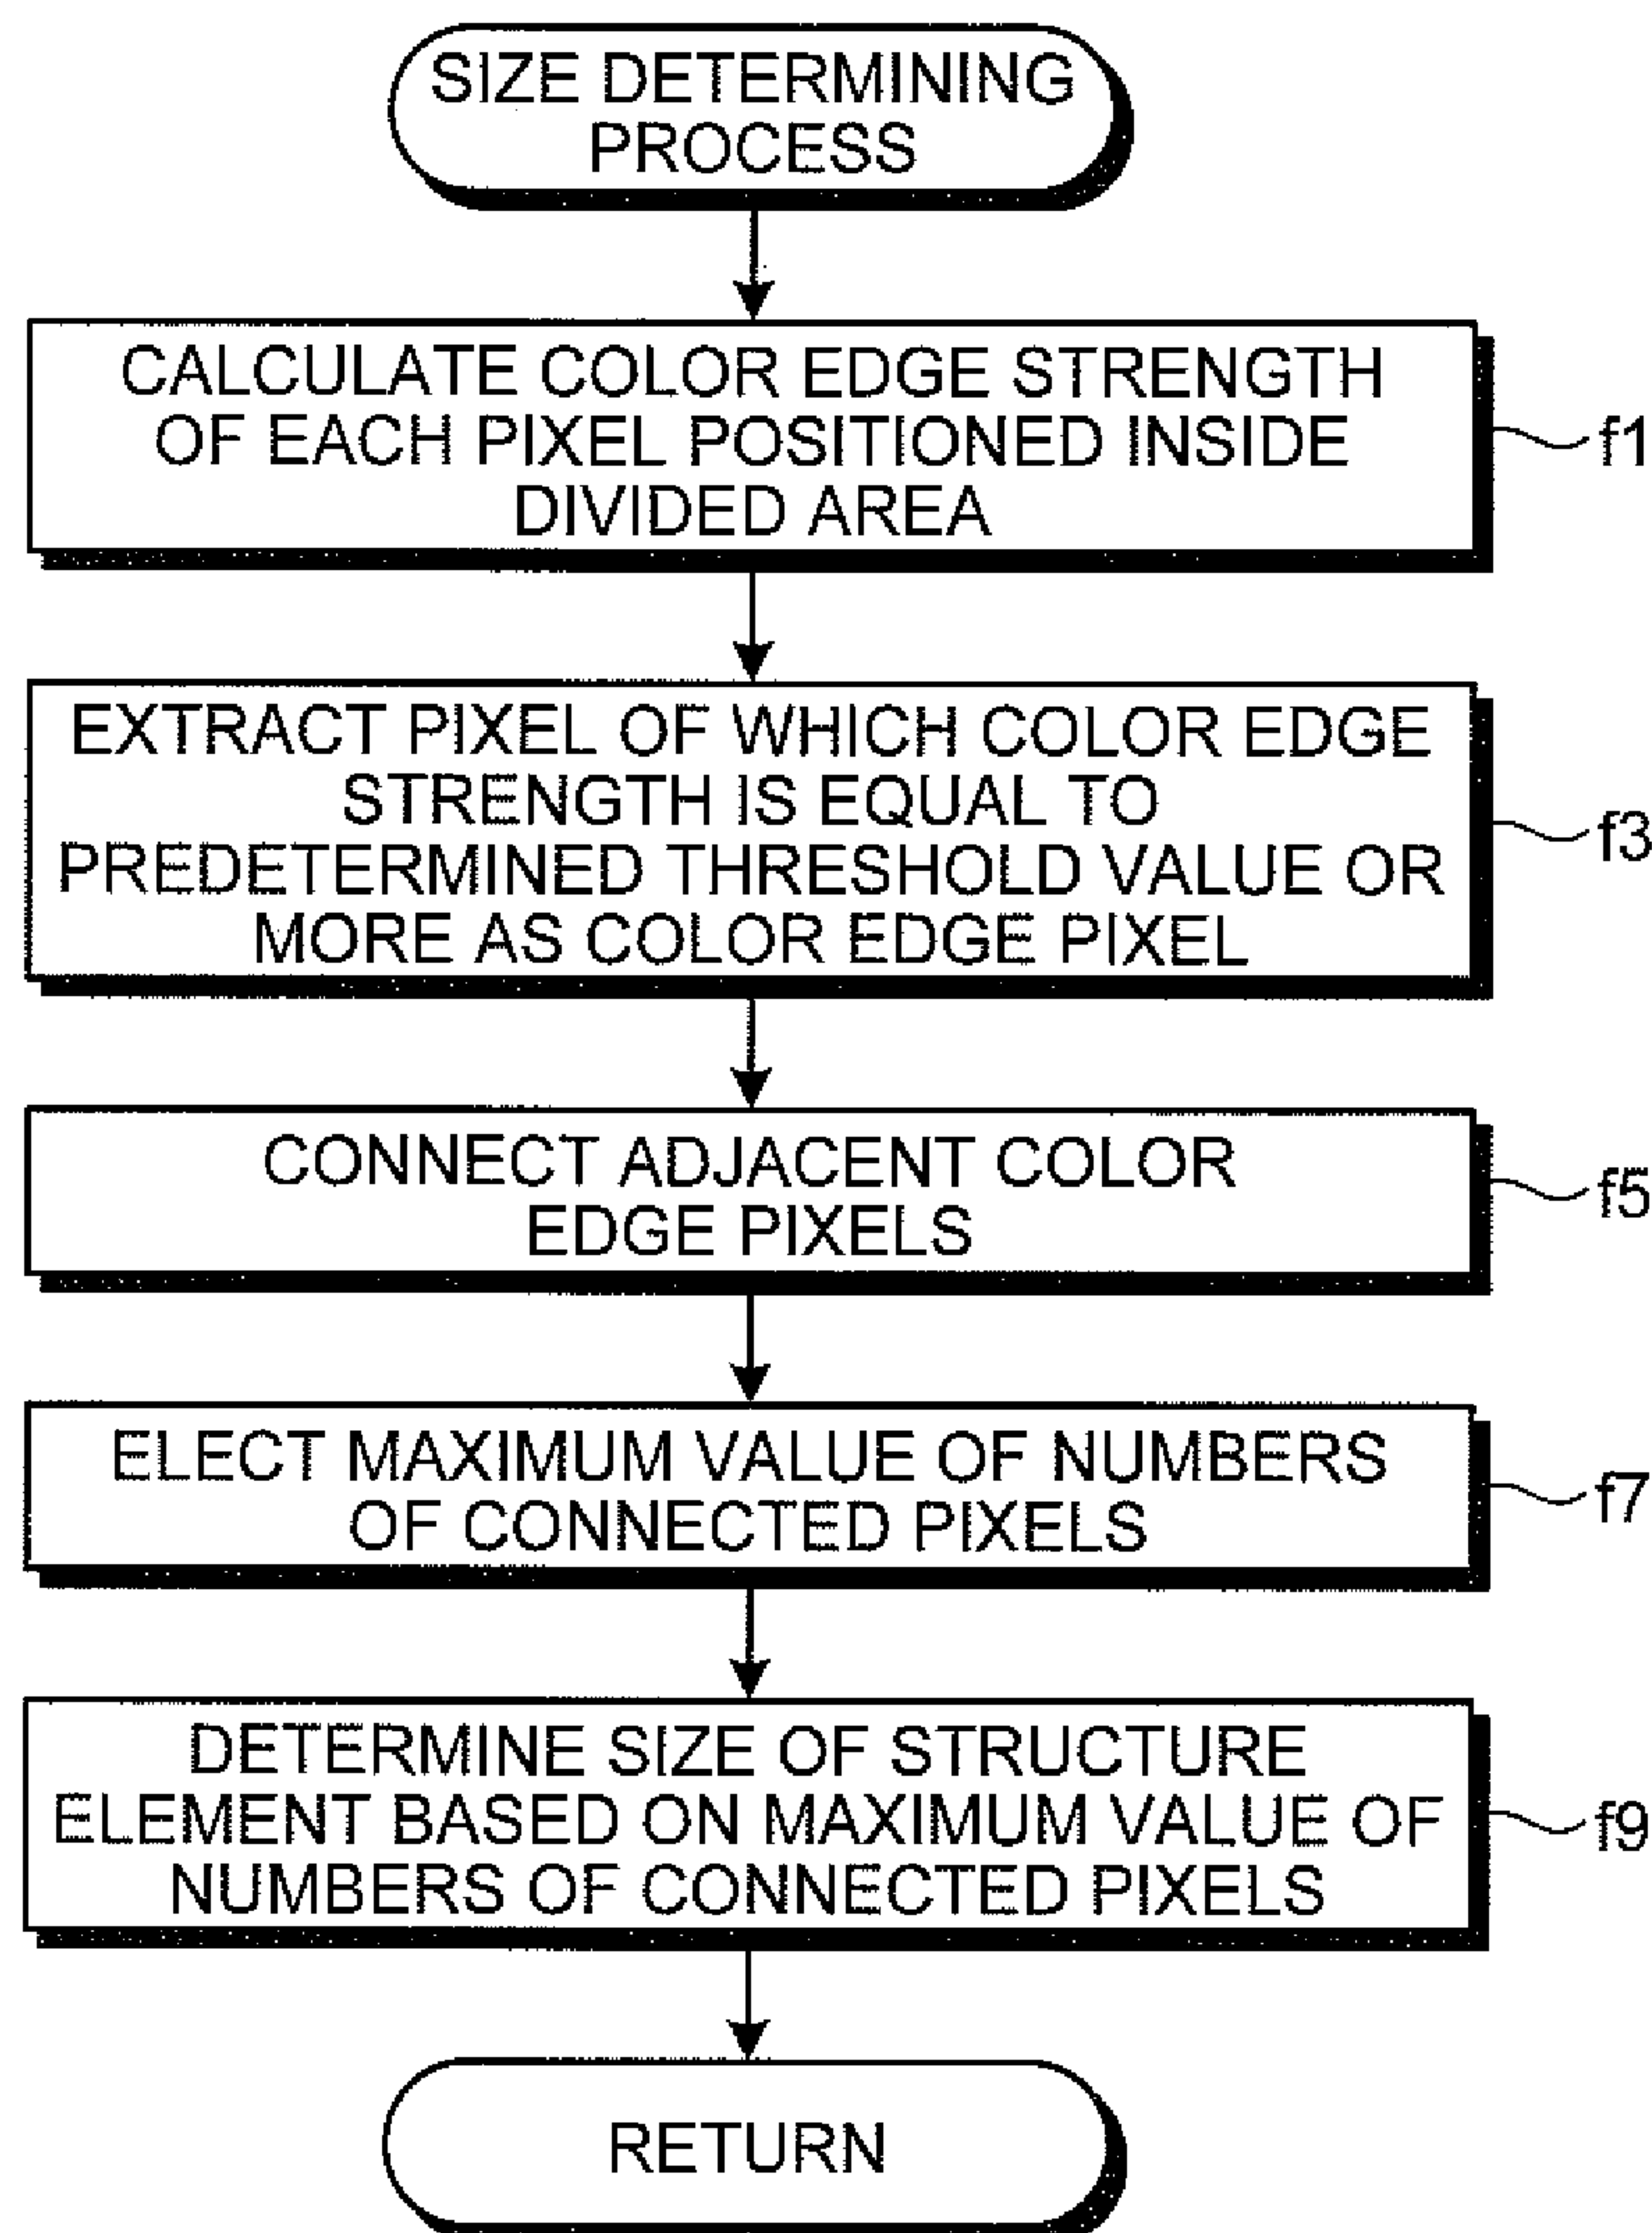 SIZE DETERMINING
PROCESS
CALCULATE COLOR EDGE STRENGTH
OF EACH PIXEL POSITIONED INSIDE
DIVIDED AREA
f1
EXTRACT PIXEL OF WHICH COLOR EDGE
STRENGTH IS EQUAL TO
PREDETERMINED THRESHOLD VALUE OR
MORE AS COLOR EDGE PIXEL
f3
CONNECT ADJACENT COLOR
EDGE PIXELS
f5
ELECT MAXIMUM VALUE OF NUMBERS
OF CONNECTED PIXELS
f7
DETERMINE SIZE OF STRUCTURE
ELEMENT BASED ON MAXIMUM VALUE OF
NUMBERS OF CONNECTED PIXELS
f9
RETURN